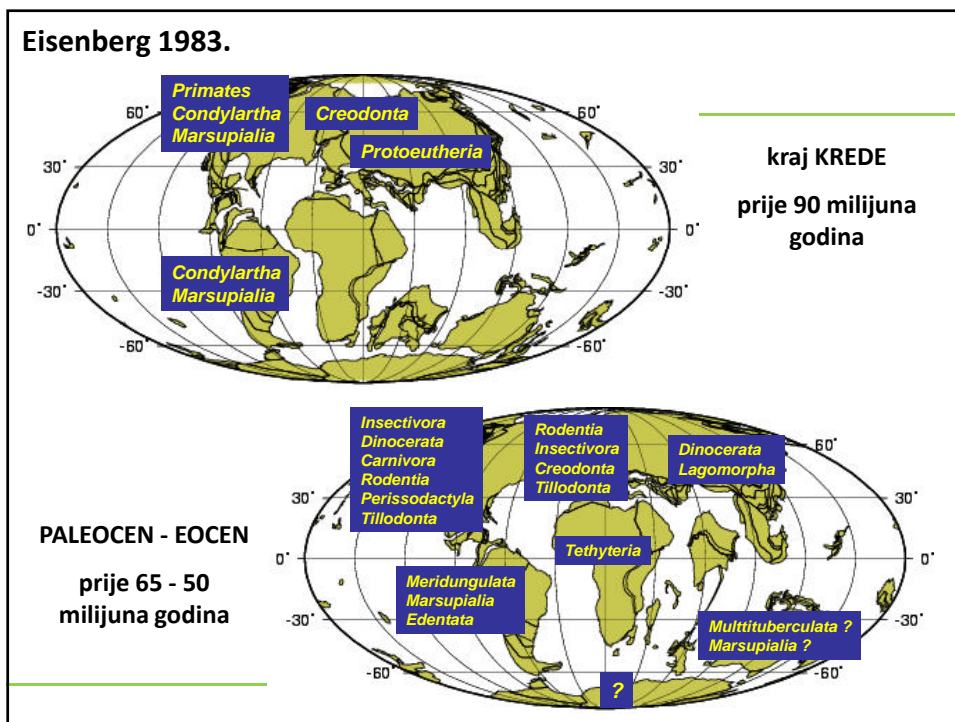 Eisenberg 1983.
Primates
Condylartha
Marsupialia
Creodonta
Protoeutheria
Condylartha
Marsupialia
60°
30°
0°
-30°
-60°
60°
30°
0°
-30°
-60°
kraj KREDE
prije 90 milijuna
godina
PALEOCEN - EOCEN
prije 65 - 50
milijuna godina
Insectivora
Dinocerata
Carnivora
Rodentia
Perissodactyla
Tillodonta
Rodentia
Insectivora
Creodonta
Tillodonta
Dinocerata
Lagomorpha
Tethyteria
Meridungulata
Marsupialia
Edentata
Multtituberculata ?
Marsupialia ?
?
30°
0°
-30°
-60°
60°
30°
0°
-30°
-60°